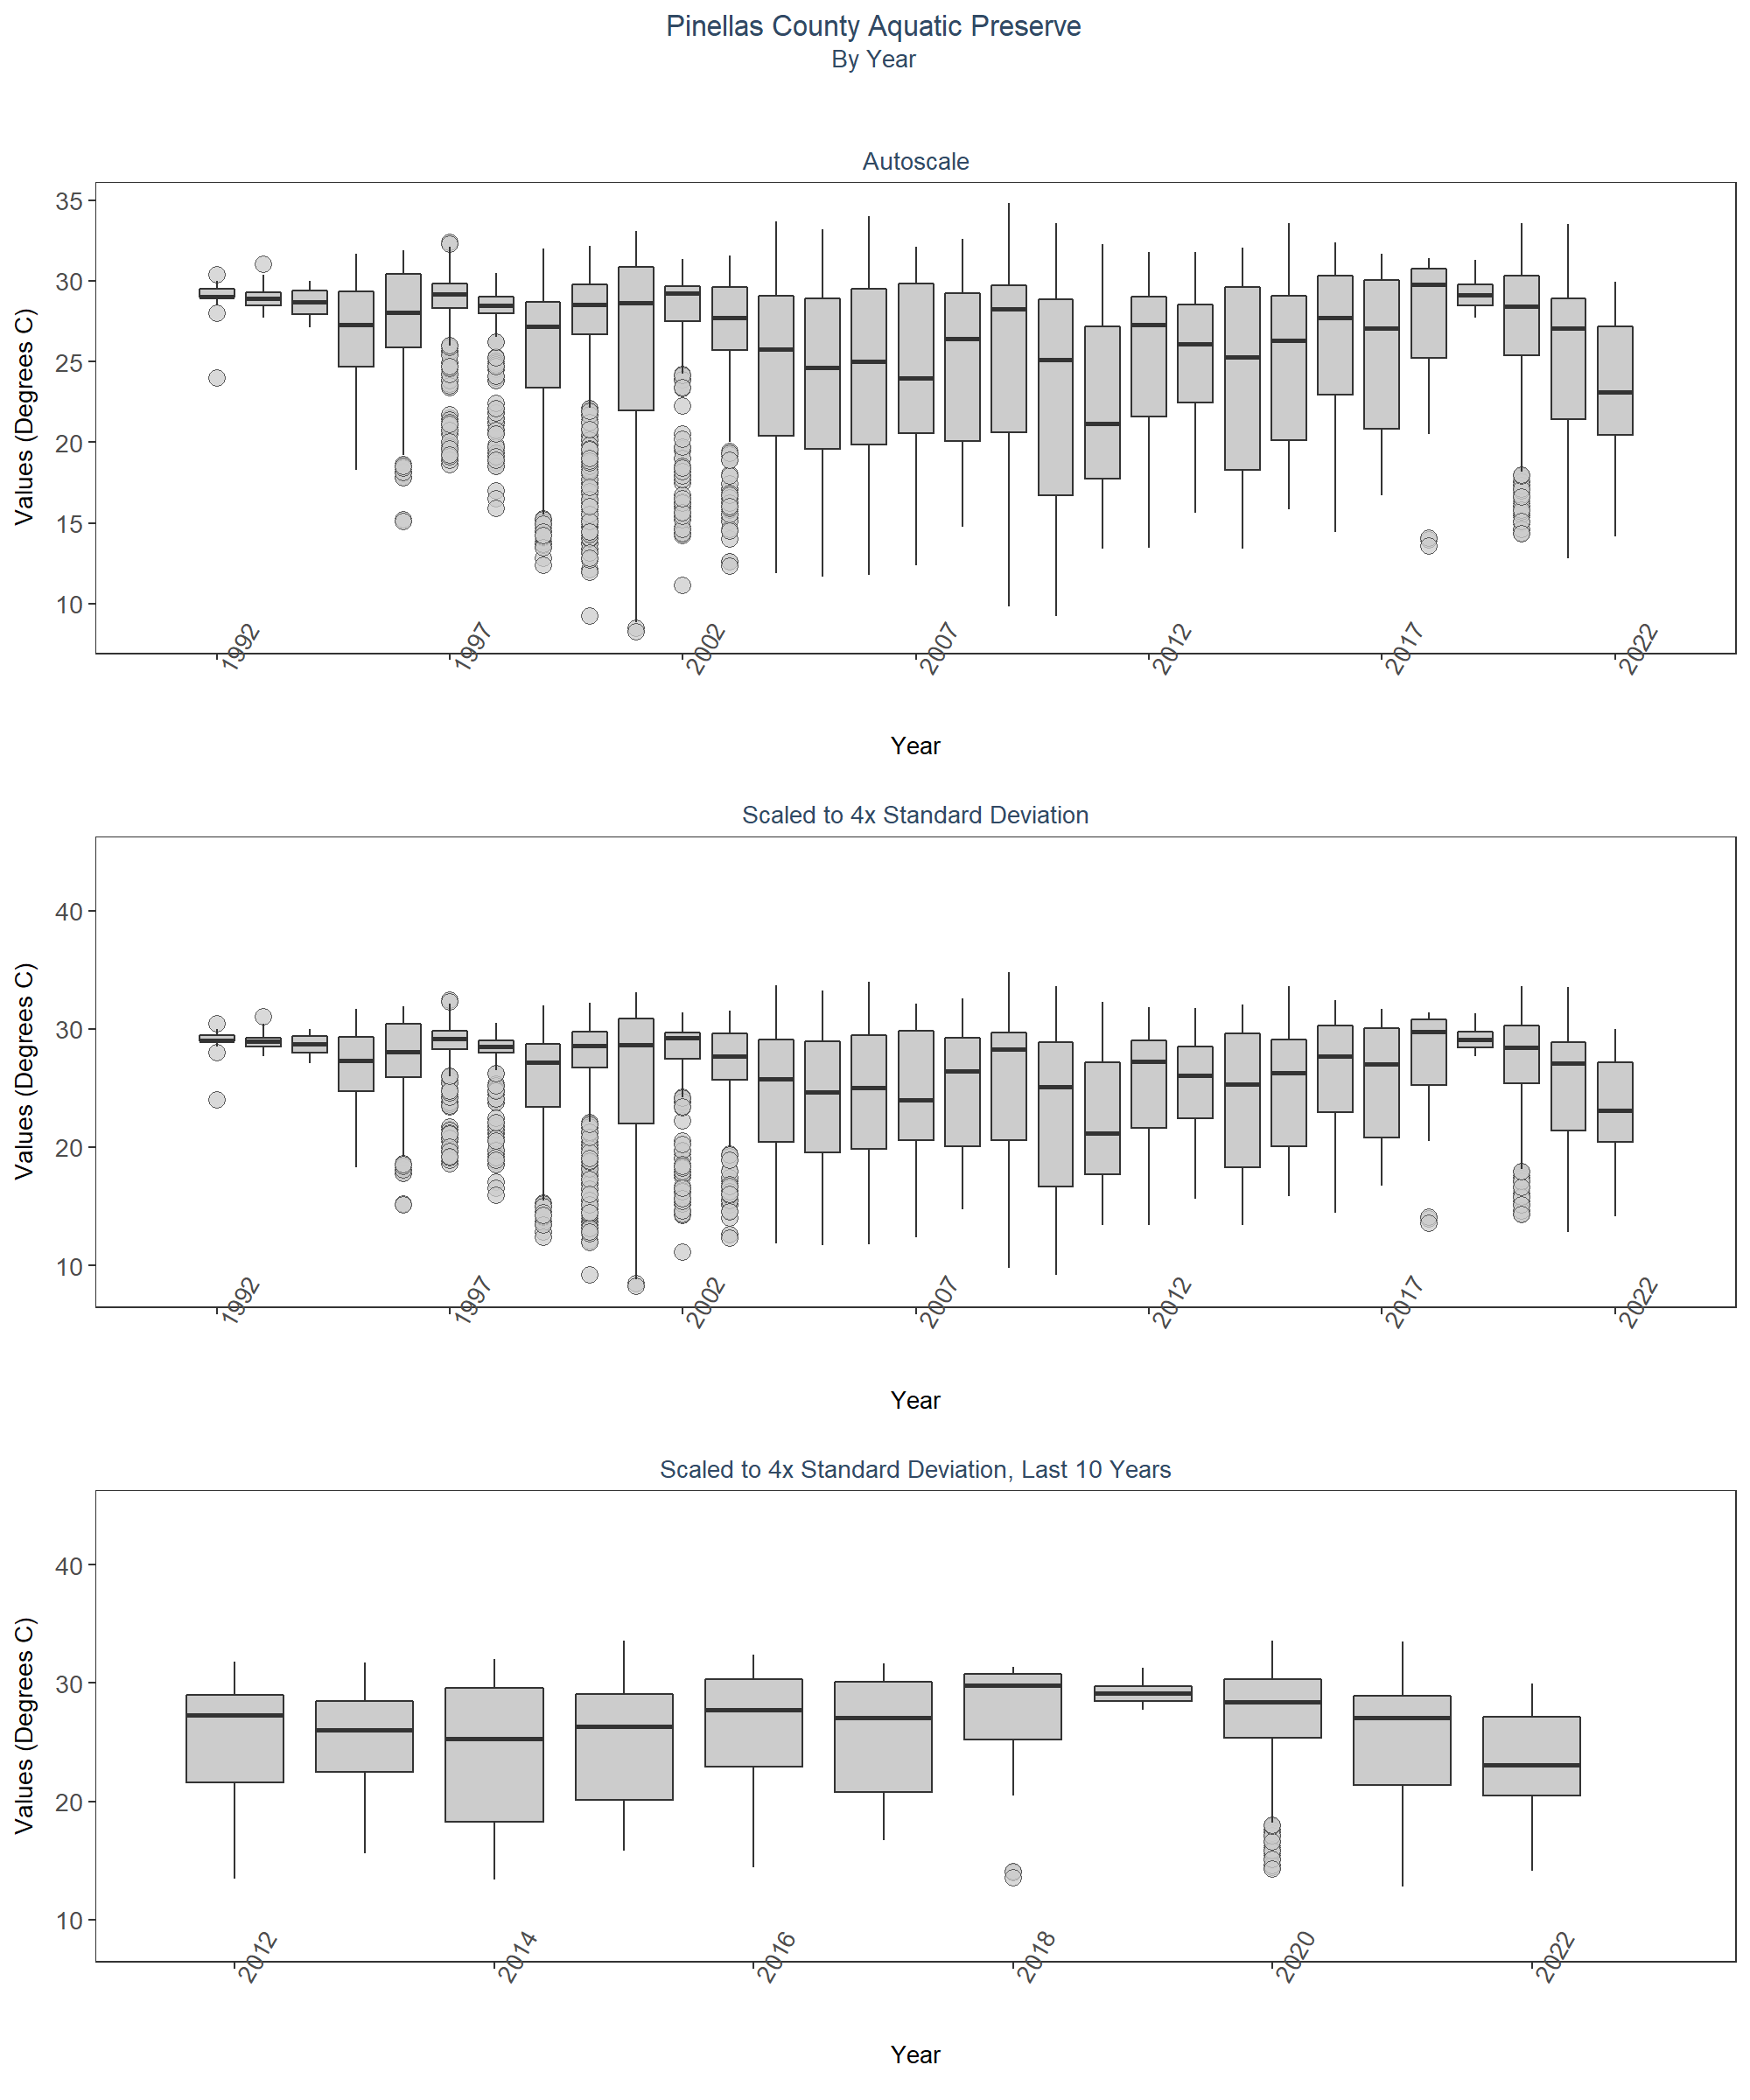 Pinellas County Aquatic Preserve
By Year
Autoscale
Values (Degrees C)
35
30
25
20
15
10
1992 1997 2002 2007 2012 2017 2022
Year
Scaled to 4x Standard Deviation
Values (Degrees C)
40
30
20
10
1992 1997 2002 2007 2012 2017 2022
Year
Scaled to 4x Standard Deviation, Last 10 Years
Values (Degrees C)
40
30
20
10
2012 2014 2016 2018 2020 2022
Year